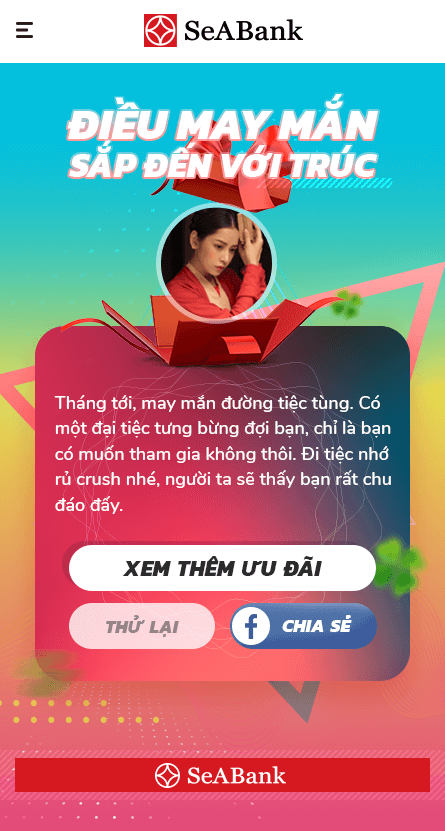 SeABank
ĐIỀU MAY MẮN
SẮP ĐẾN VỚI TRÚC
Tháng tới, may mắn đường tiệc tùng. Có
một đại tiệc tưng bừng đợi bạn, chỉ là bạn
có muốn tham gia không thôi. Đi tiệc nhớ
rủ crush nhé, người ta sẽ thấy bạn rất chu
đáo đấy.
XEM THÊM ƯU ĐÃI
THỬ LẠI
CHIA SẺ
SeABank